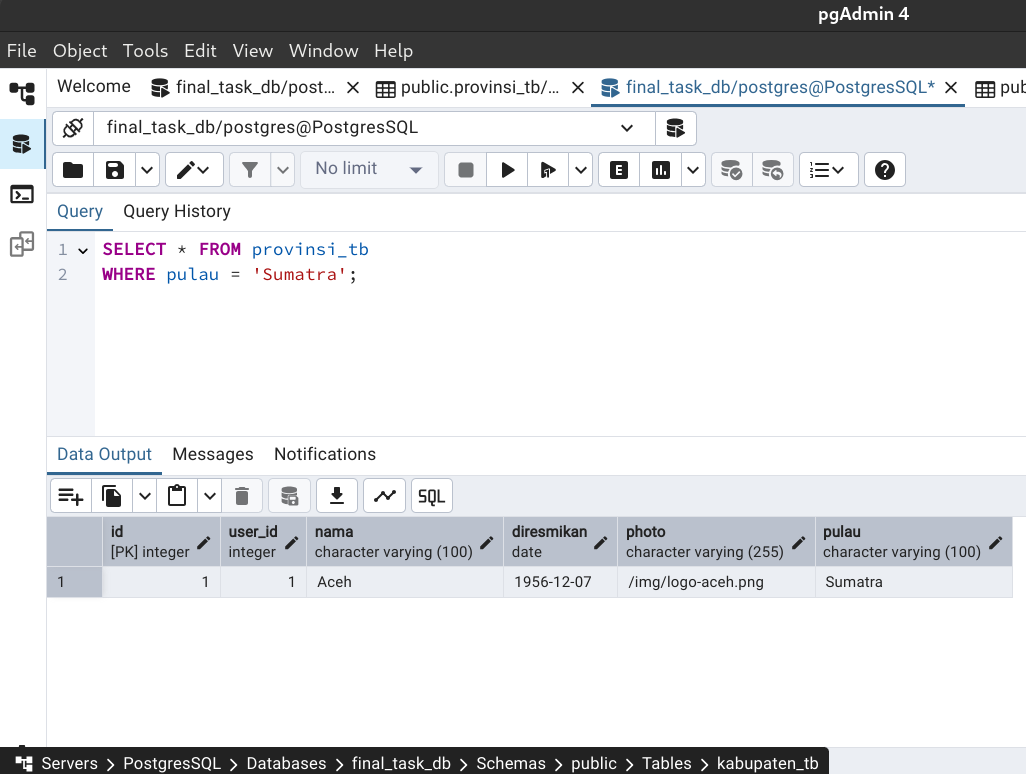 pgAdmin 4
File Object Tools Edit View Window Help
Welcome final_task_db/post... public.provinsi_tb/... final_task_db/postgres@PostgresSQL* pub
final_task_db/postgres@PostgresSQL
No limit
Query Query History
1 SELECT * FROM provinsi_tb
2 WHERE pulau = 'Sumatra';
Data Output Messages Notifications
SQL
id user_id nama diresmikan photo pulau
[PK] integer integer character varying (100) date character varying (255) character varying (100)
1 1 1 Aceh 1956-12-07 /img/logo-aceh.png Sumatra
Servers > PostgresSQL > Databases > final_task_db > Schemas > public > Tables > kabupaten_tb